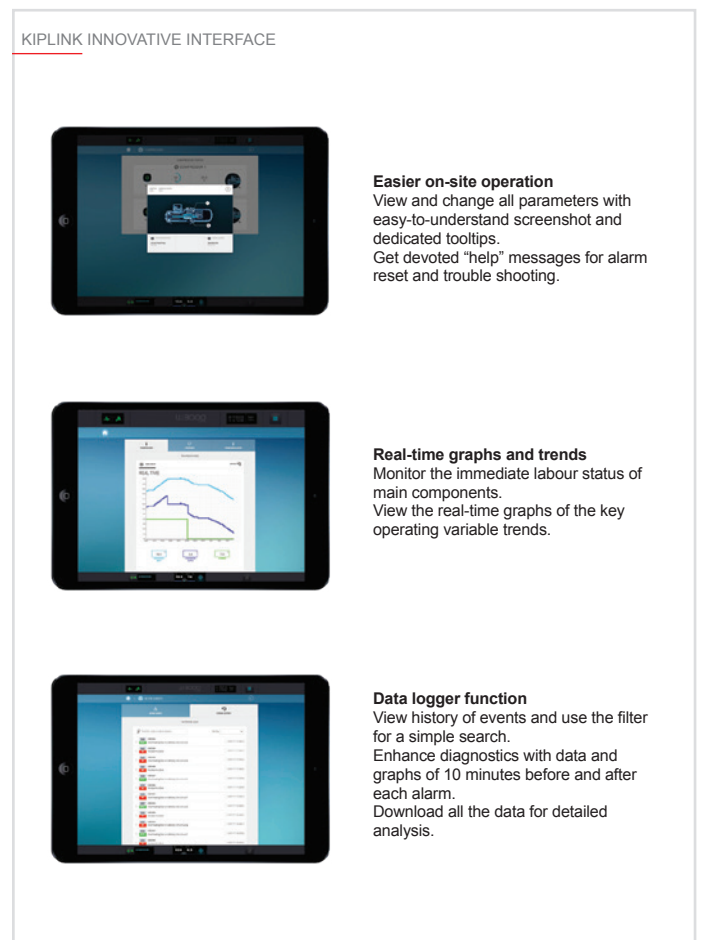 KIPLINK INNOVATIVE INTERFACE
Easier on-site operation
View and change all parameters with
easy-to-understand screenshot and
dedicated tooltips.
Get devoted “help” messages for alarm
reset and trouble shooting.
Real-time graphs and trends
Monitor the immediate labour status of
main components.
View the real-time graphs of the key
operating variable trends.
Data logger function
View history of events and use the filter
for a simple search.
Enhance diagnostics with data and
graphs of 10 minutes before and after
each alarm.
Download all the data for detailed
analysis.